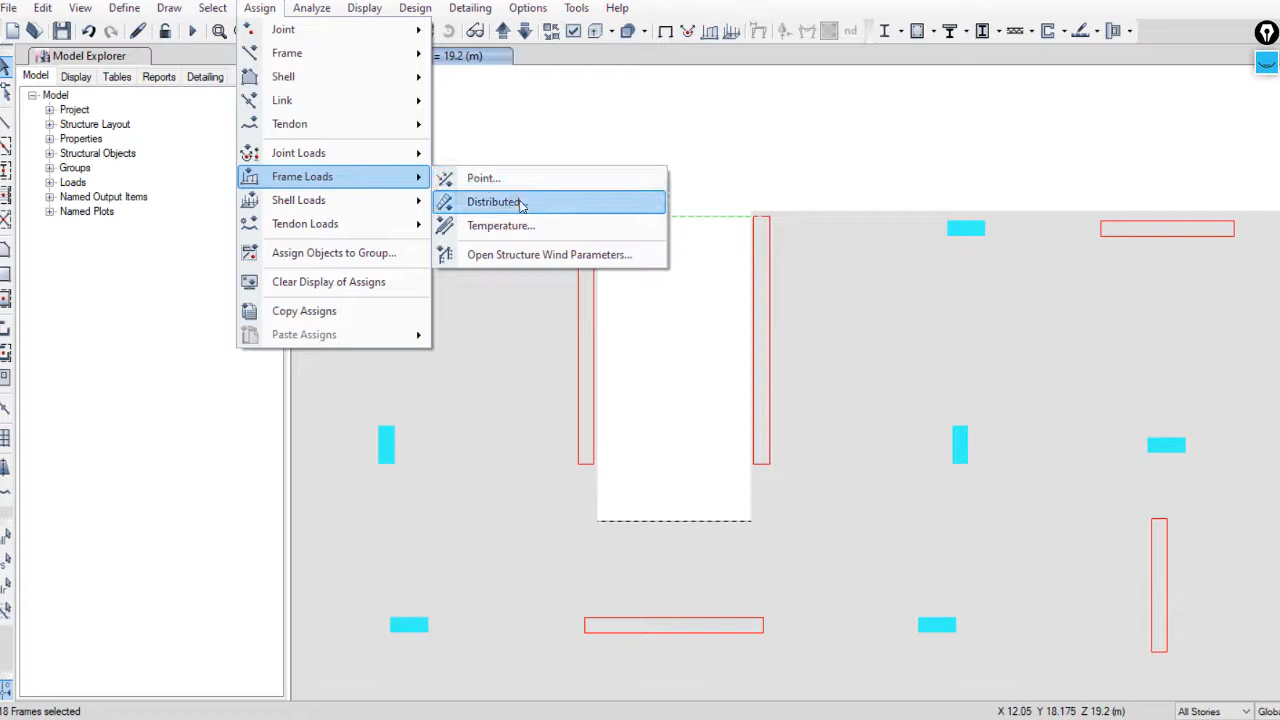 File Edit View Define Draw Select Assign Analyze Display Design Detailing Options Tools Help
nd
Model Explorer
= 19.2 (m)
Model Display Tables Reports Detailing
Model
Project
Structure Layout
Properties
Structural Objects
Groups
Loads
Named Output Items
Named Plots
Joint
Frame
Shell
Link
Tendon
Joint Loads
Frame Loads
Shell Loads
Tendon Loads
Assign Objects to Group...
Clear Display of Assigns
Copy Assigns
Paste Assigns
Point...
Distributed...
Temperature...
Open Structure Wind Parameters...
18 Frames selected
X 12.05 Y 18.175 Z 19.2 (m)
All Stories
Globa